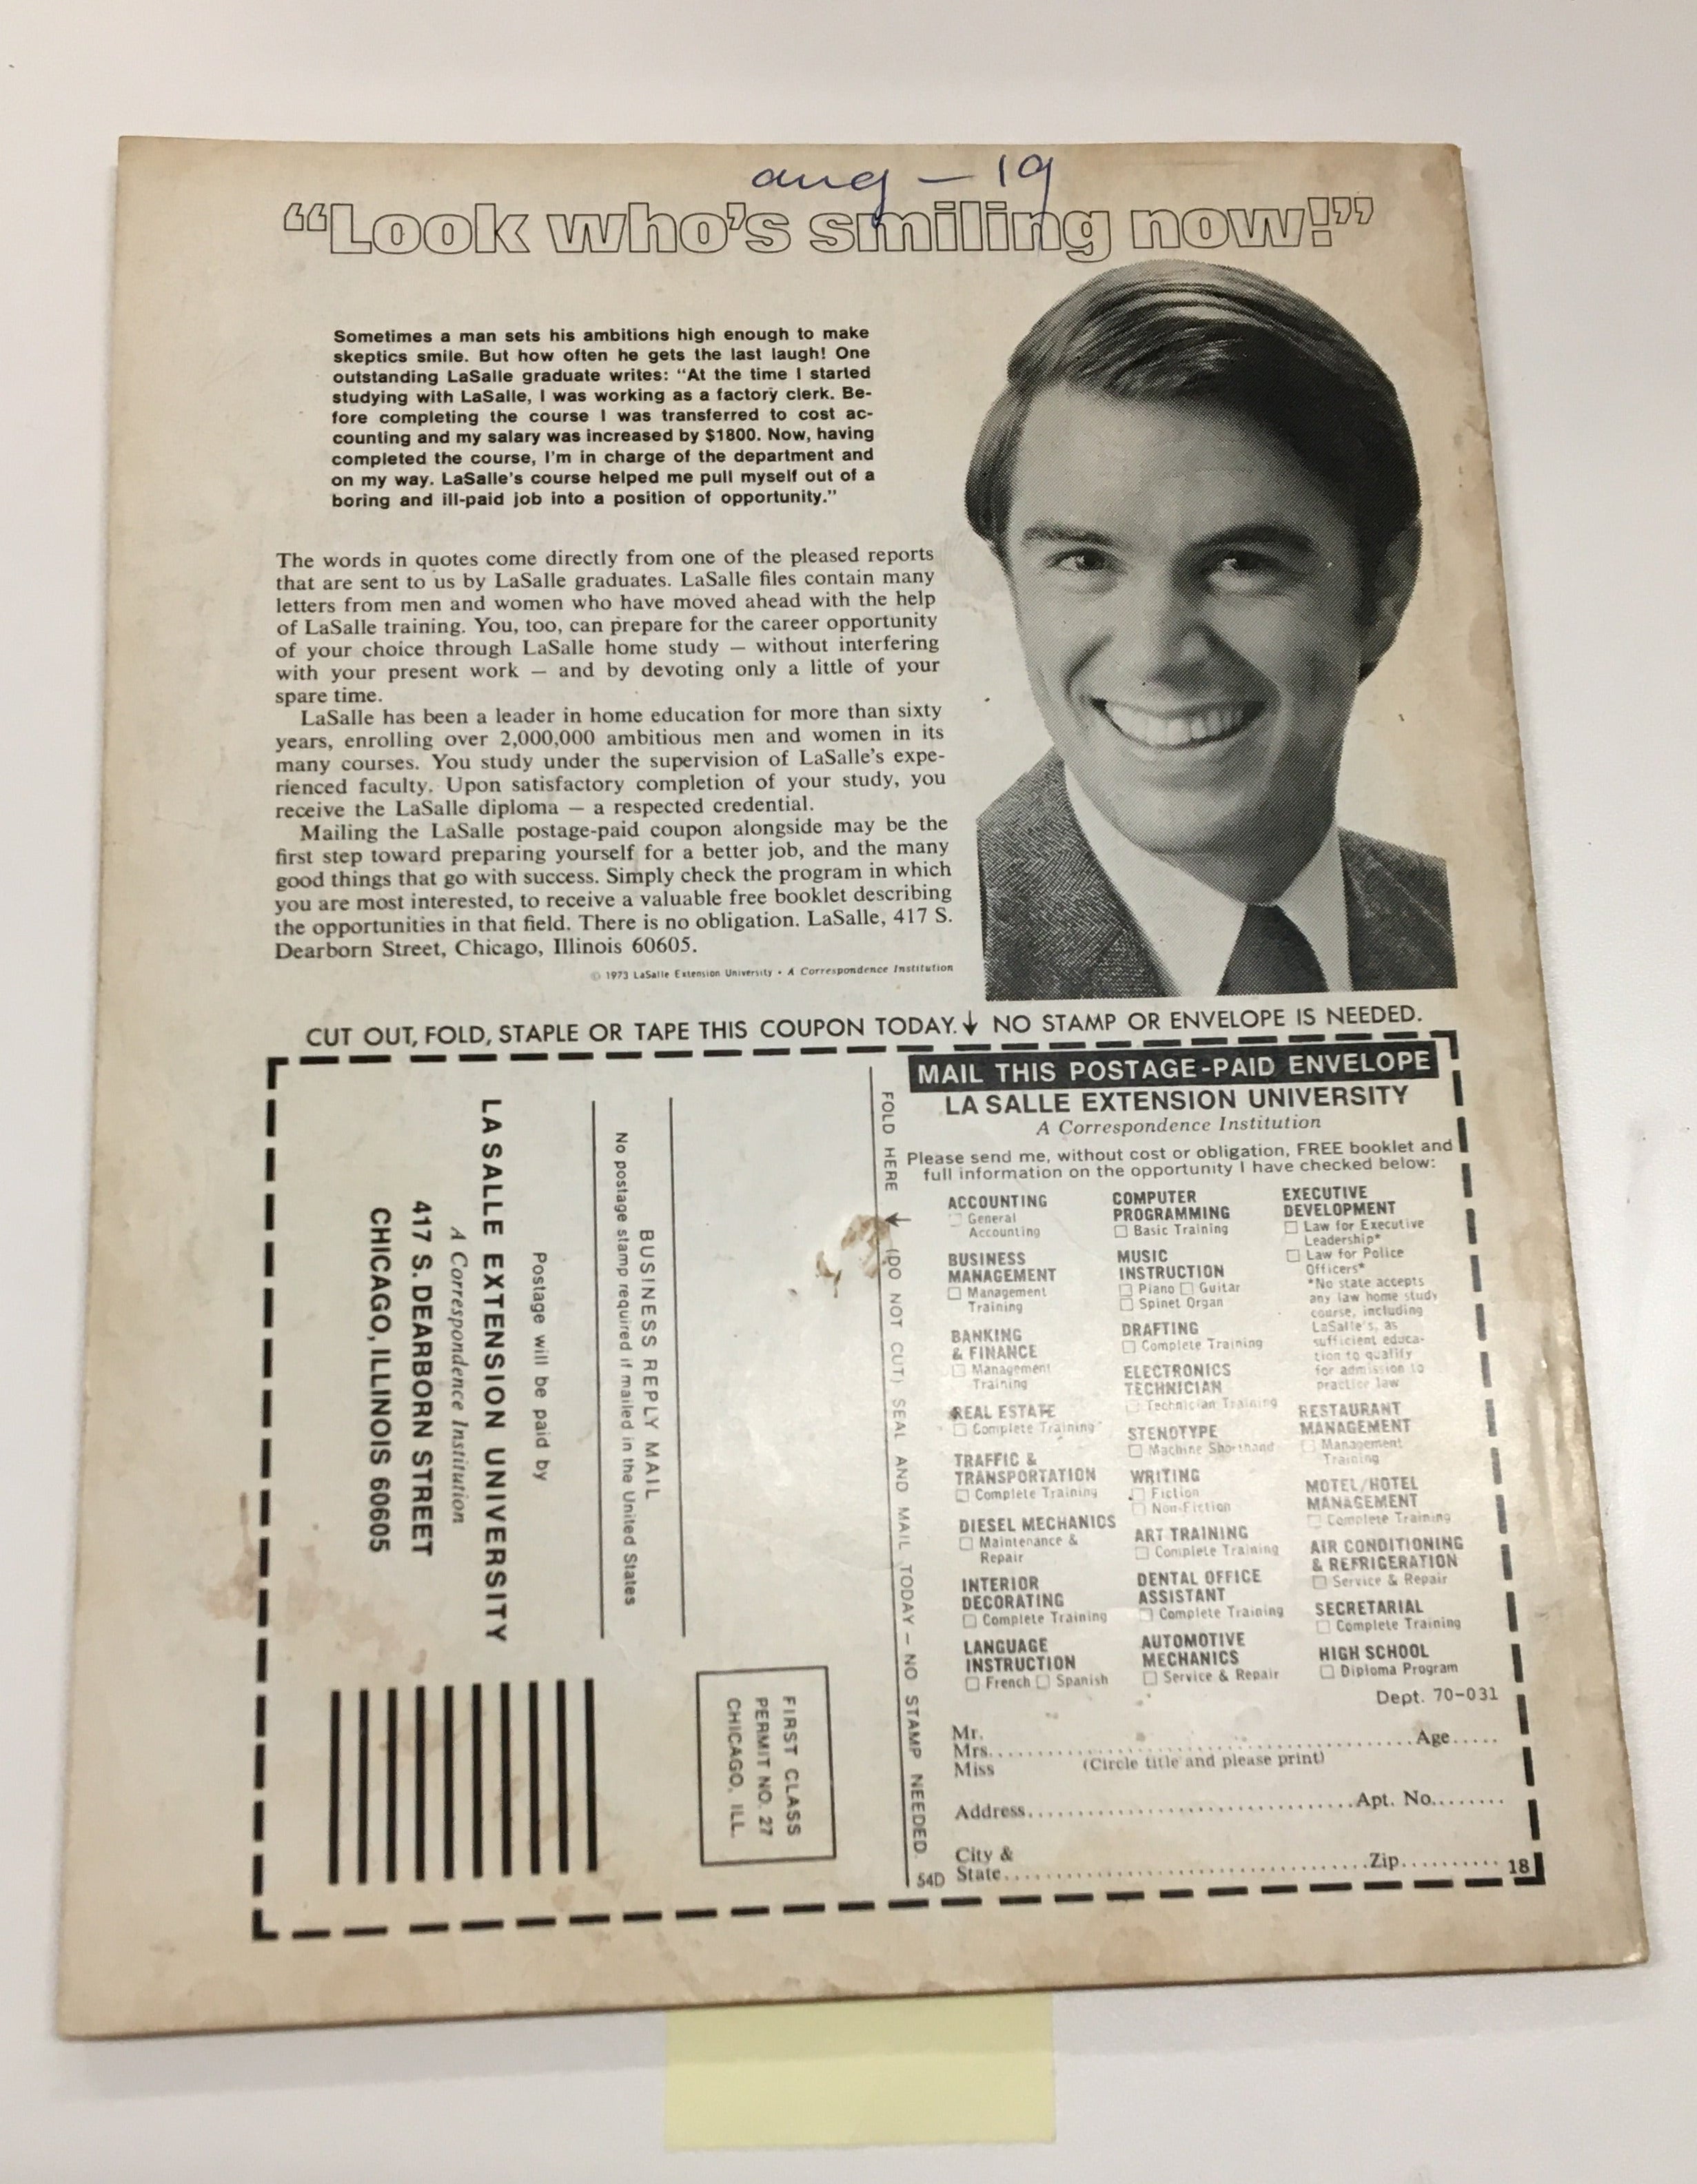 aug - 19
“Look who's smiling now!”
Sometimes a man sets his ambitions high enough to make
skeptics smile. But how often he gets the last laugh! One
outstanding LaSalle graduate writes: “At the time I started
studying with LaSalle, I was working as a factory clerk. Be-
fore completing the course I was transferred to cost ac-
counting and my salary was increased by $1800. Now, having
completed the course, I'm in charge of the department and
on my way. LaSalle's course helped me pull myself out of a
boring and ill-paid job into a position of opportunity.”
The words in quotes come directly from one of the pleased reports
that are sent to us by LaSalle graduates. LaSalle files contain many
letters from men and women who have moved ahead with the help
of LaSalle training. You, too, can prepare for the career opportunity
of your choice through LaSalle home study — without interfering
with your present work — and by devoting only a little of your
spare time.
LaSalle has been a leader in home education for more than sixty
years, enrolling over 2,000,000 ambitious men and women in its
many courses. You study under the supervision of LaSalle's expe-
rienced faculty. Upon satisfactory completion of your study, you
receive the LaSalle diploma — a respected credential.
Mailing the LaSalle postage-paid coupon alongside may be the
first step toward preparing yourself for a better job, and the many
good things that go with success. Simply check the program in which
you are most interested, to receive a valuable free booklet describing
the opportunities in that field. There is no obligation. LaSalle, 417 S.
Dearborn Street, Chicago, Illinois 60605.
© 1973 LaSalle Extension University • A Correspondence Institution
CUT OUT, FOLD, STAPLE OR TAPE THIS COUPON TODAY.↓ NO STAMP OR ENVELOPE IS NEEDED.
BUSINESS REPLY MAIL
No postage stamp required if mailed in the United States
Postage will be paid by
LA SALLE EXTENSION UNIVERSITY
A Correspondence Institution
417 S. DEARBORN STREET
CHICAGO, ILLINOIS 60605
FIRST CLASS
PERMIT NO. 27
CHICAGO, ILL.
FOLD HERE ← (DO NOT CUT) SEAL AND MAIL TODAY — NO STAMP NEEDED.
MAIL THIS POSTAGE-PAID ENVELOPE
LA SALLE EXTENSION UNIVERSITY
A Correspondence Institution
Please send me, without cost or obligation, FREE booklet and
full information on the opportunity I have checked below:
ACCOUNTING
☐ General
Accounting
BUSINESS
MANAGEMENT
☐ Management
Training
BANKING
& FINANCE
☐ Management
Training
REAL ESTATE
☐ Complete Training
TRAFFIC &
TRANSPORTATION
☐ Complete Training
DIESEL MECHANICS
☐ Maintenance &
Repair
INTERIOR
DECORATING
☐ Complete Training
LANGUAGE
INSTRUCTION
☐ French ☐ Spanish
COMPUTER
PROGRAMMING
☐ Basic Training
MUSIC
INSTRUCTION
☐ Piano ☐ Guitar
☐ Spinet Organ
DRAFTING
☐ Complete Training
ELECTRONICS
TECHNICIAN
☐ Technician Training
STENOTYPE
☐ Machine Shorthand
WRITING
☐ Fiction
☐ Non-Fiction
ART TRAINING
☐ Complete Training
DENTAL OFFICE
ASSISTANT
☐ Complete Training
AUTOMOTIVE
MECHANICS
☐ Service & Repair
EXECUTIVE
DEVELOPMENT
☐ Law for Executive
Leadership*
☐ Law for Police
Officers*
*No state accepts
any law home study
course, including
LaSalle's, as
sufficient educa-
tion to qualify
for admission to
practice law
RESTAURANT
MANAGEMENT
☐ Management
Training
MOTEL/HOTEL
MANAGEMENT
☐ Complete Training
AIR CONDITIONING
& REFRIGERATION
☐ Service & Repair
SECRETARIAL
☐ Complete Training
HIGH SCHOOL
☐ Diploma Program
Dept. 70-031
Mr.
Mrs...........................................Age.....
Miss (Circle title and please print)
Address...................................Apt. No........
City &
State.......................................Zip..........
54D
18